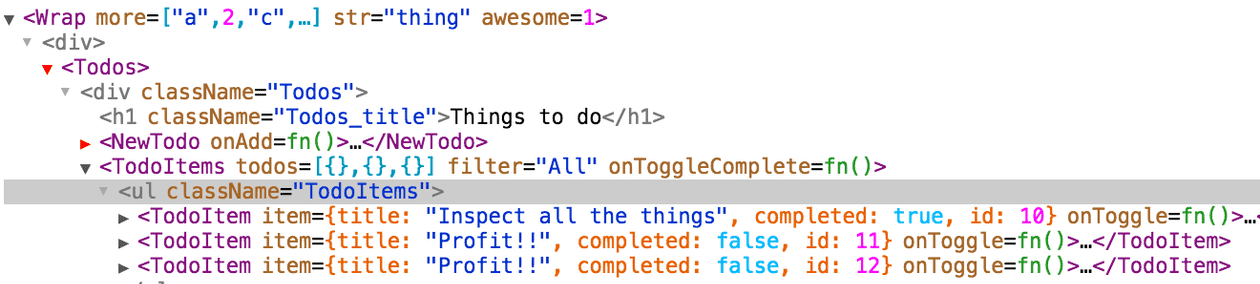 ▼ <Wrap more=["a",2,"c",…] str="thing" awesome=1>
▼ <div>
▼ <Todos>
▼ <div className="Todos">
<h1 className="Todos_title">Things to do</h1>
▶ <NewTodo onAdd=fn()>…</NewTodo>
▼ <TodoItems todos=[{},{},{}] filter="All" onToggleComplete=fn()>
▼ <ul className="TodoItems">
▶ <TodoItem item={title: "Inspect all the things", completed: true, id: 10} onToggle=fn()>…<
▶ <TodoItem item={title: "Profit!!", completed: false, id: 11} onToggle=fn()>…</TodoItem>
▶ <TodoItem item={title: "Profit!!", completed: false, id: 12} onToggle=fn()>…</TodoItem>